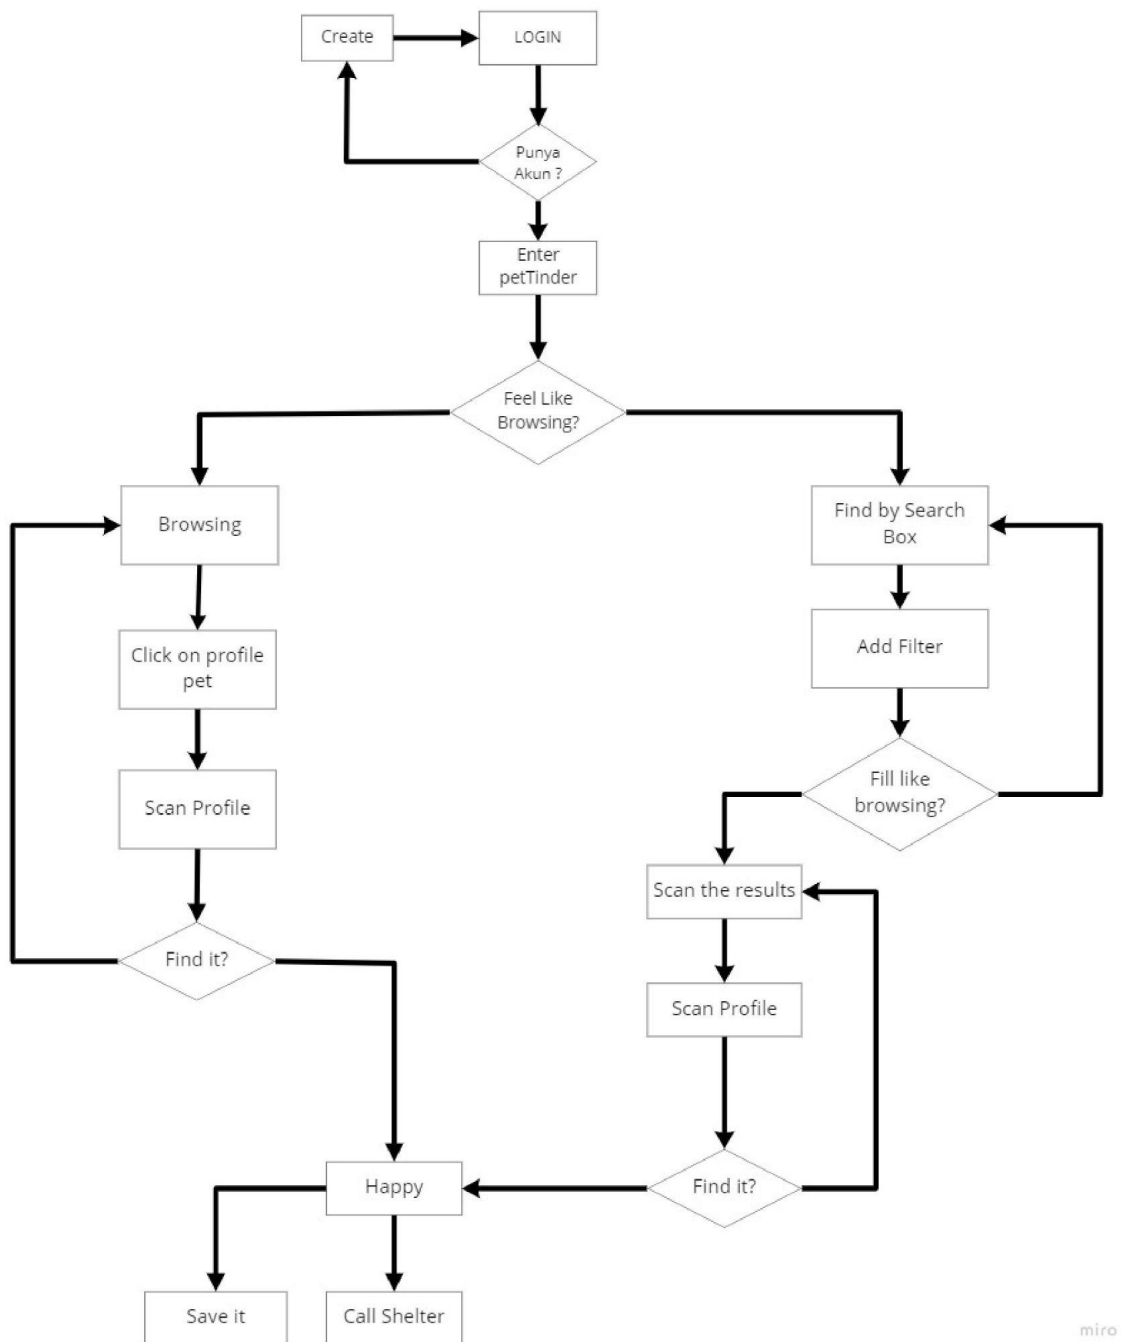 Create
LOGIN
Punya
Akun ?
Enter
petTinder
Feel Like
Browsing?
Browsing
Find by Search
Box
Click on profile
pet
Add Filter
Scan Profile
Fill like
browsing?
Scan the results
Find it?
Scan Profile
Happy
Find it?
Save it
Call Shelter
miro